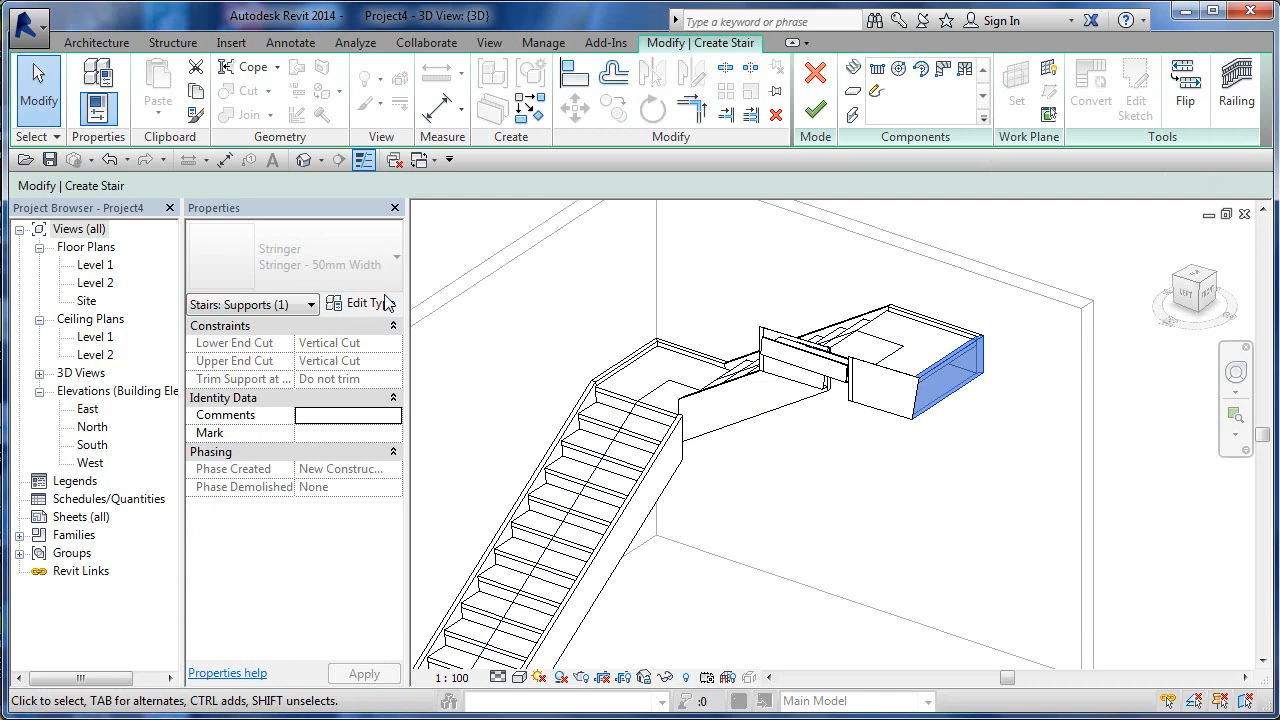 Autodesk Revit 2014 - Project4 - 3D View: {3D}
Type a keyword or phrase
Sign In
Architecture Structure Insert Annotate Analyze Collaborate View Manage Add-Ins Modify | Create Stair
Modify
Paste
Cope
Cut
Join
Set
Convert
Edit Sketch
Flip
Railing
Select Properties Clipboard Geometry View Measure Create Modify Mode Components Work Plane Tools
Modify | Create Stair
Project Browser - Project4
Views (all)
Floor Plans
Level 1
Level 2
Site
Ceiling Plans
Level 1
Level 2
3D Views
Elevations (Building Ele
East
North
South
West
Legends
Schedules/Quantities
Sheets (all)
Families
Groups
Revit Links
Properties
Stringer
Stringer - 50mm Width
Stairs: Supports (1)
Edit Type
Constraints
Lower End Cut Vertical Cut
Upper End Cut Vertical Cut
Trim Support at ... Do not trim
Identity Data
Comments
Mark
Phasing
Phase Created New Construc...
Phase Demolished None
Properties help
Apply
LEFT
1 : 100
Click to select, TAB for alternates, CTRL adds, SHIFT unselects.
:0
Main Model